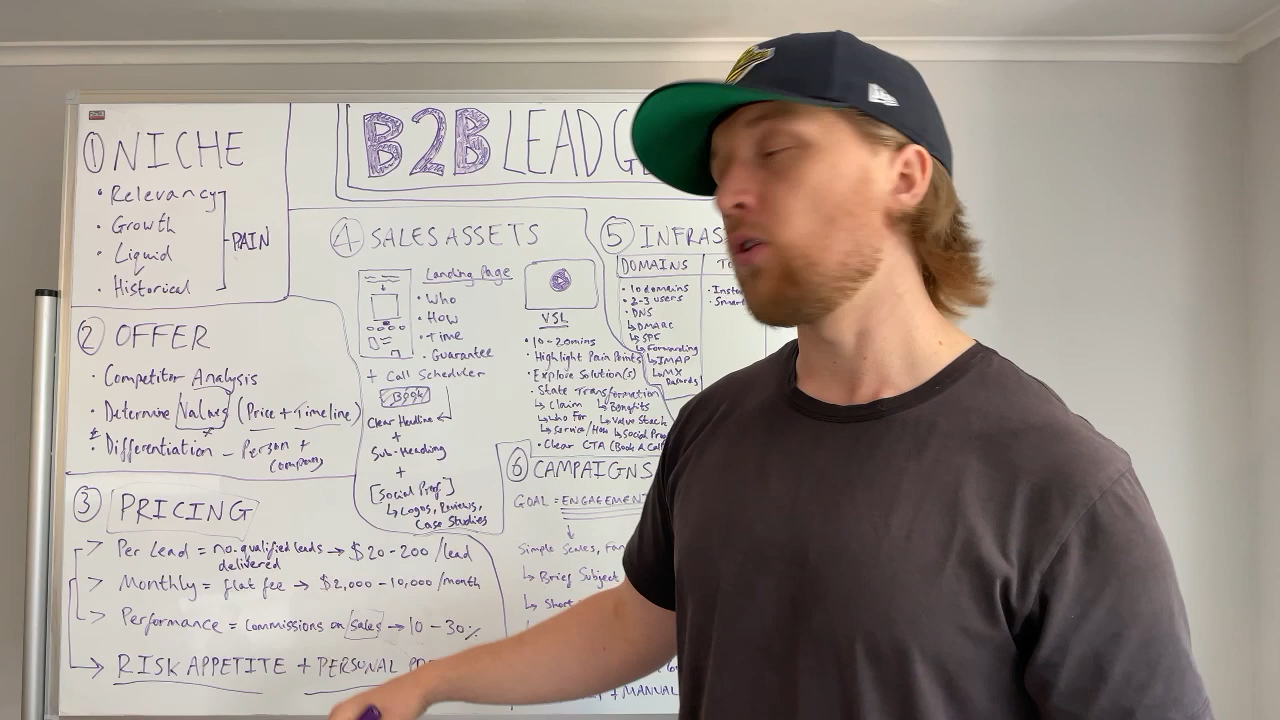 B2B LEAD G
① NICHE
• Relevancy
• Growth
• Liquid
• Historical
PAIN
② OFFER
• Competitor Analysis
• Determine Values (Price + Timeline)
* Differentiation - Person + Company
③ PRICING
> Per Lead = no. qualified leads → $20-200 /lead
delivered
> Monthly = flat fee → $2,000-10,000 /month
> Performance = Commissions on sales → 10-30%
→ RISK APPETITE + PERSONAL
④ SALES ASSETS
Landing Page
• Who
• How
• Time
• Guarantee
+ Call Scheduler
BOOK
Clear Headline
+
Sub-Heading
+
[Social Proof]
↳ Logos, Reviews,
Case Studies
VSL
• 10-20mins
• Highlight Pain Points
• Explore Solution(s)
• State Transformation
↳ Claim ↳ Benefits
↳ Who For ↳ Value Stack
↳ Service/How ↳ Social Proof
• Clear CTA (Book A Call
⑤ INFRAS
DOMAINS
• 10 domains
• 2-3 users
• DNS
↳ DMARC
↳ SPF
↳ Forwarding
↳ IMAP
↳ MX
Records
• Insta
• Smart
⑥ CAMPAIGNS
GOAL = ENGAGEMENT
Simple Scales, Fan
↳ Brief Subject
↳ Short
+ MANUAL